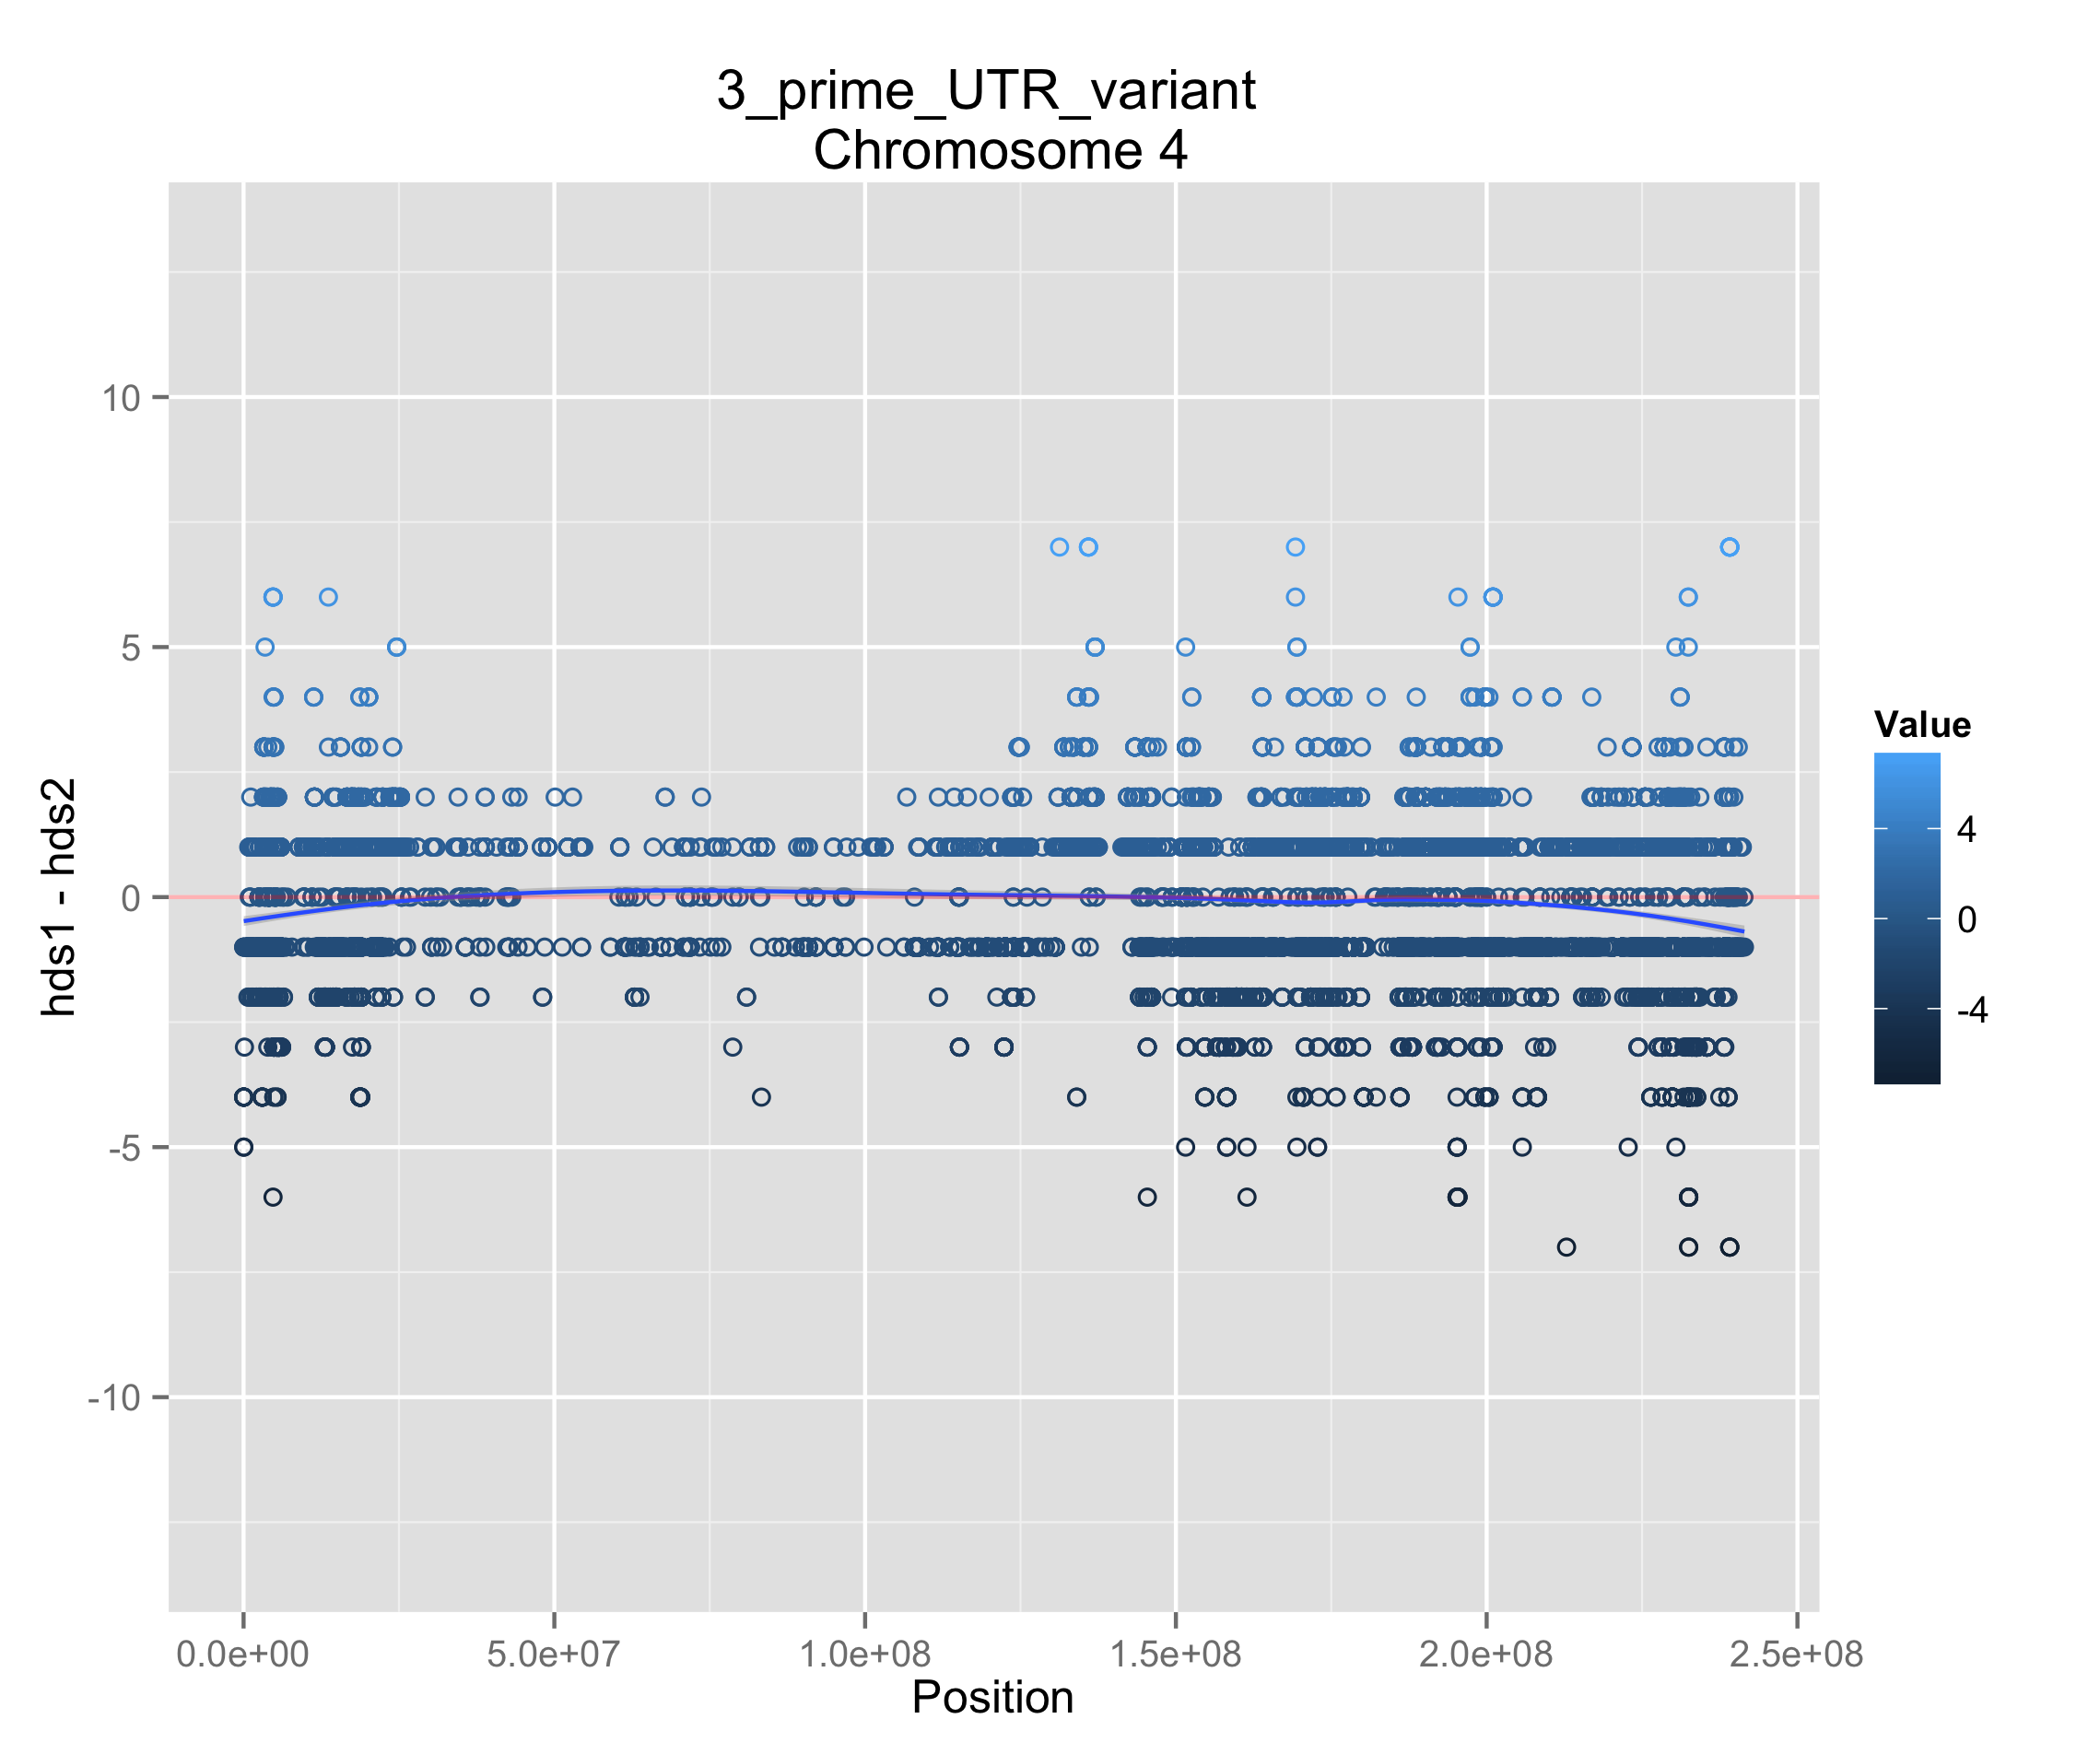 3_prime_UTR_variant
Chromosome 4
hds1 - hds2
10
5
0
-5
-10
0.0e+00
5.0e+07
1.0e+08
1.5e+08
2.0e+08
2.5e+08
Position
Value
4
0
-4